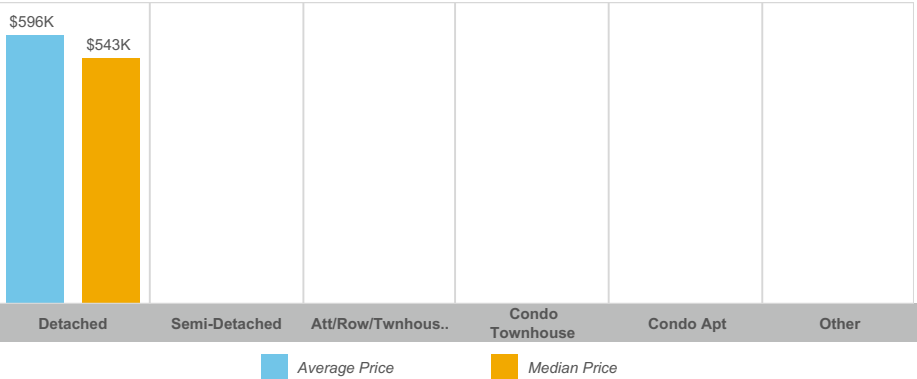 $596K
$543K
Detached
Semi-Detached
Att/Row/Twnhous..
Condo
Townhouse
Condo Apt
Other
Average Price
Median Price